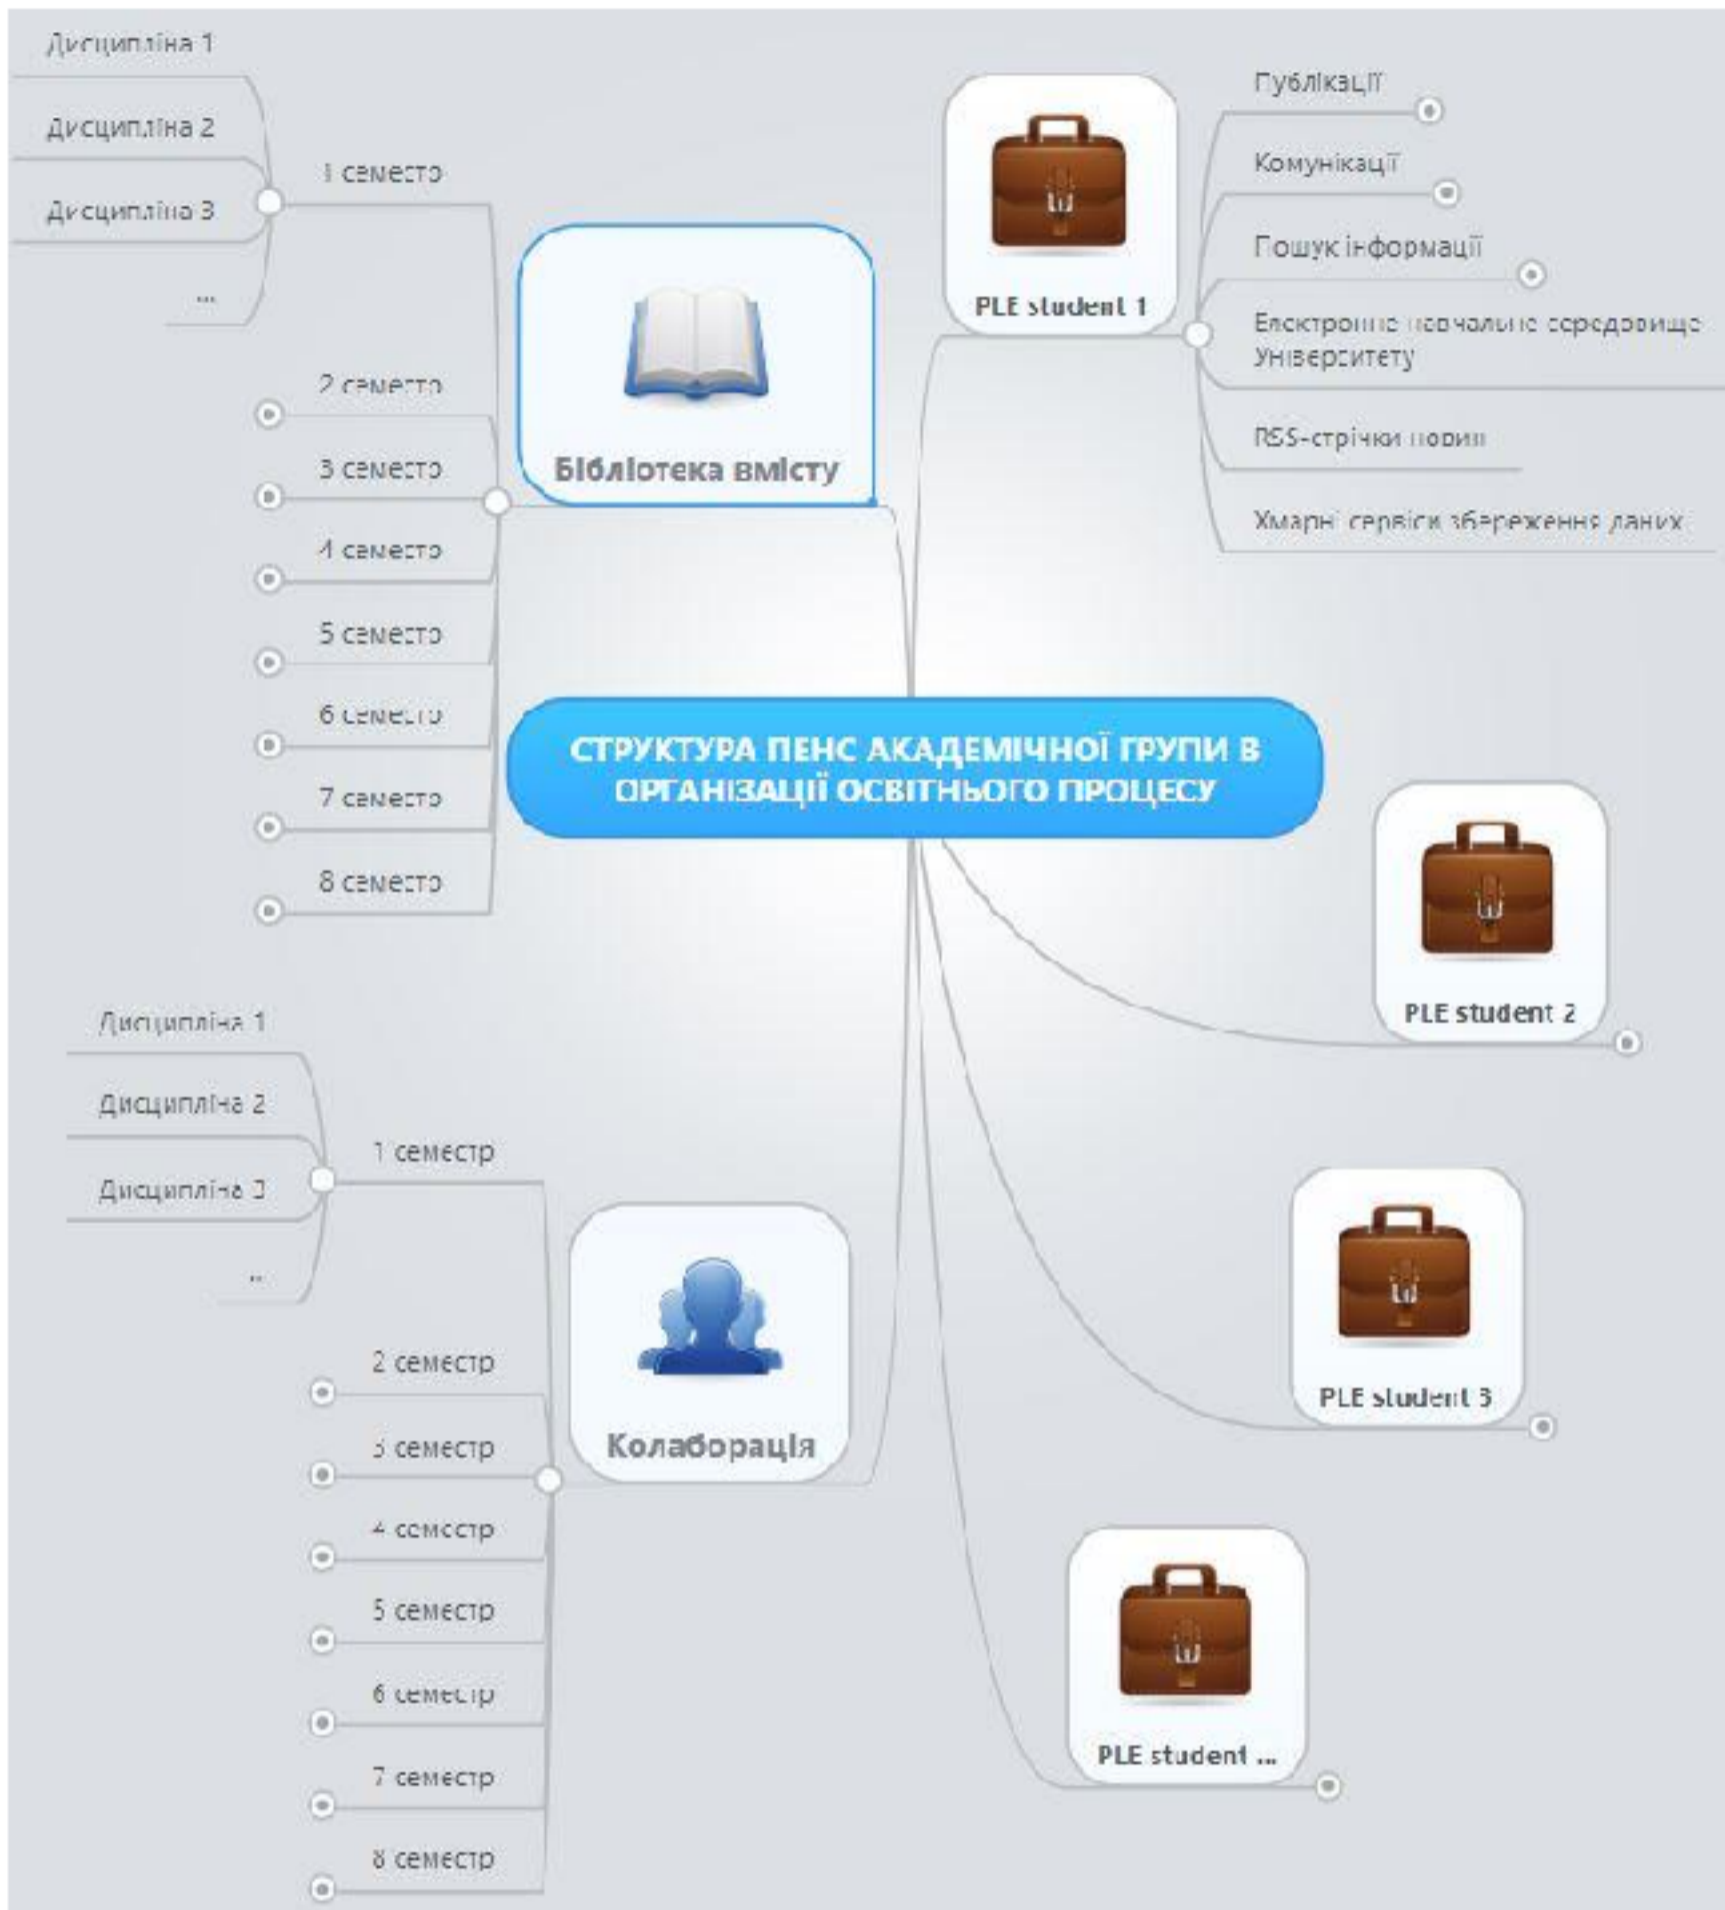 Дисципліна 1
Дисципліна 2
Дисципліна 3
...
1 семестр
2 семестр
3 семестр
4 семестр
5 семестр
6 семестр
7 семестр
8 семестр
Бібліотека вмісту
PLE student 1
Публікації
Комунікації
Пошук інформації
Електронне навчальне середовище
Університету
RSS-стрічки новин
Хмарні сервіси збереження даних
СТРУКТУРА ПЕНС АКАДЕМІЧНОЇ ГРУПИ В
ОРГАНІЗАЦІЇ ОСВІТНЬОГО ПРОЦЕСУ
PLE student 2
PLE student 3
PLE student ...
Дисципліна 1
Дисципліна 2
Дисципліна 3
...
1 семестр
2 семестр
3 семестр
4 семестр
5 семестр
6 семестр
7 семестр
8 семестр
Колаборація